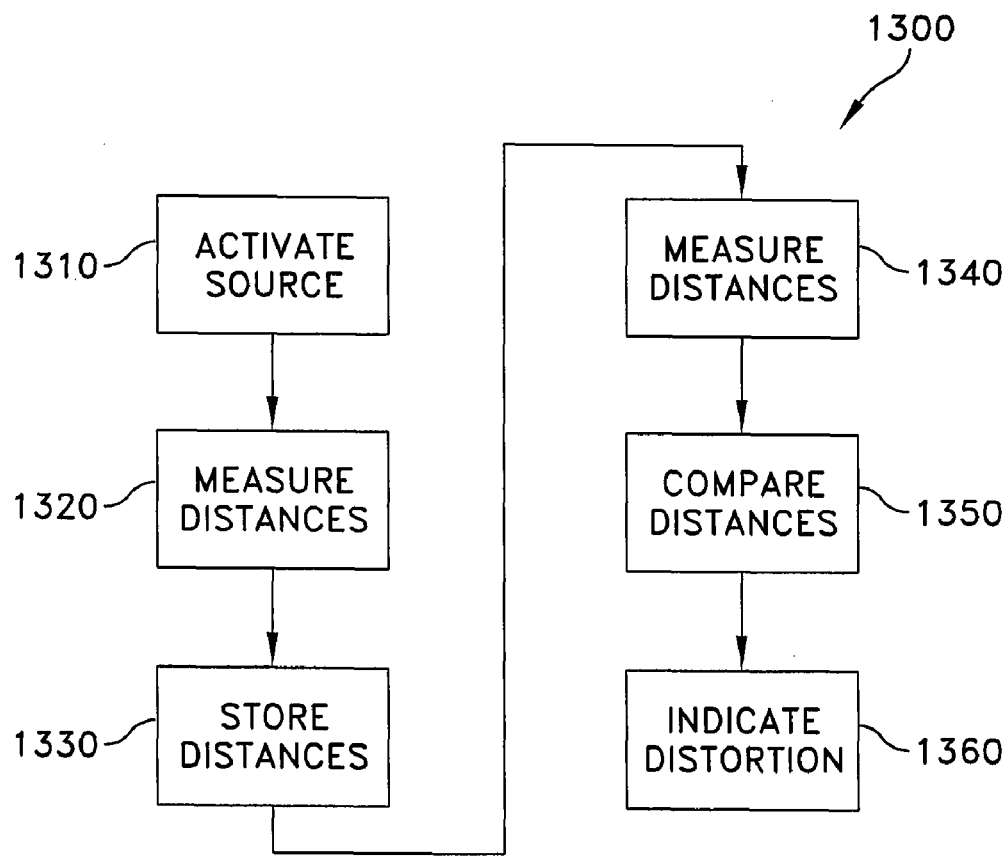 1300
1310
ACTIVATE
SOURCE
1320
MEASURE
DISTANCES
1330
STORE
DISTANCES
MEASURE
DISTANCES
1340
COMPARE
DISTANCES
1350
INDICATE
DISTORTION
1360